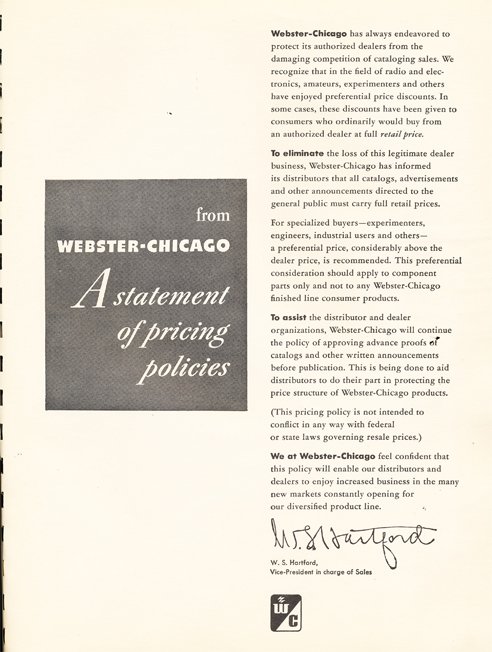 from
WEBSTER-CHICAGO
A statement
of pricing
policies
Webster-Chicago has always endeavored to
protect its authorized dealers from the
damaging competition of cataloging sales. We
recognize that in the field of radio and elec-
tronics, amateurs, experimenters and others
have enjoyed preferential price discounts. In
some cases, these discounts have been given to
consumers who ordinarily would buy from
an authorized dealer at full retail price.
To eliminate the loss of this legitimate dealer
business, Webster-Chicago has informed
its distributors that all catalogs, advertisements
and other announcements directed to the
general public must carry full retail prices.
For specialized buyers—experimenters,
engineers, industrial users and others—
a preferential price, considerably above the
dealer price, is recommended. This preferential
consideration should apply to component
parts only and not to any Webster-Chicago
finished line consumer products.
To assist the distributor and dealer
organizations, Webster-Chicago will continue
the policy of approving advance proofs of
catalogs and other written announcements
before publication. This is being done to aid
distributors to do their part in protecting the
price structure of Webster-Chicago products.
(This pricing policy is not intended to
conflict in any way with federal
or state laws governing resale prices.)
We at Webster-Chicago feel confident that
this policy will enable our distributors and
dealers to enjoy increased business in the many
new markets constantly opening for
our diversified product line.
W. S. Hartford
W. S. Hartford,
Vice-President in charge of Sales
W
C